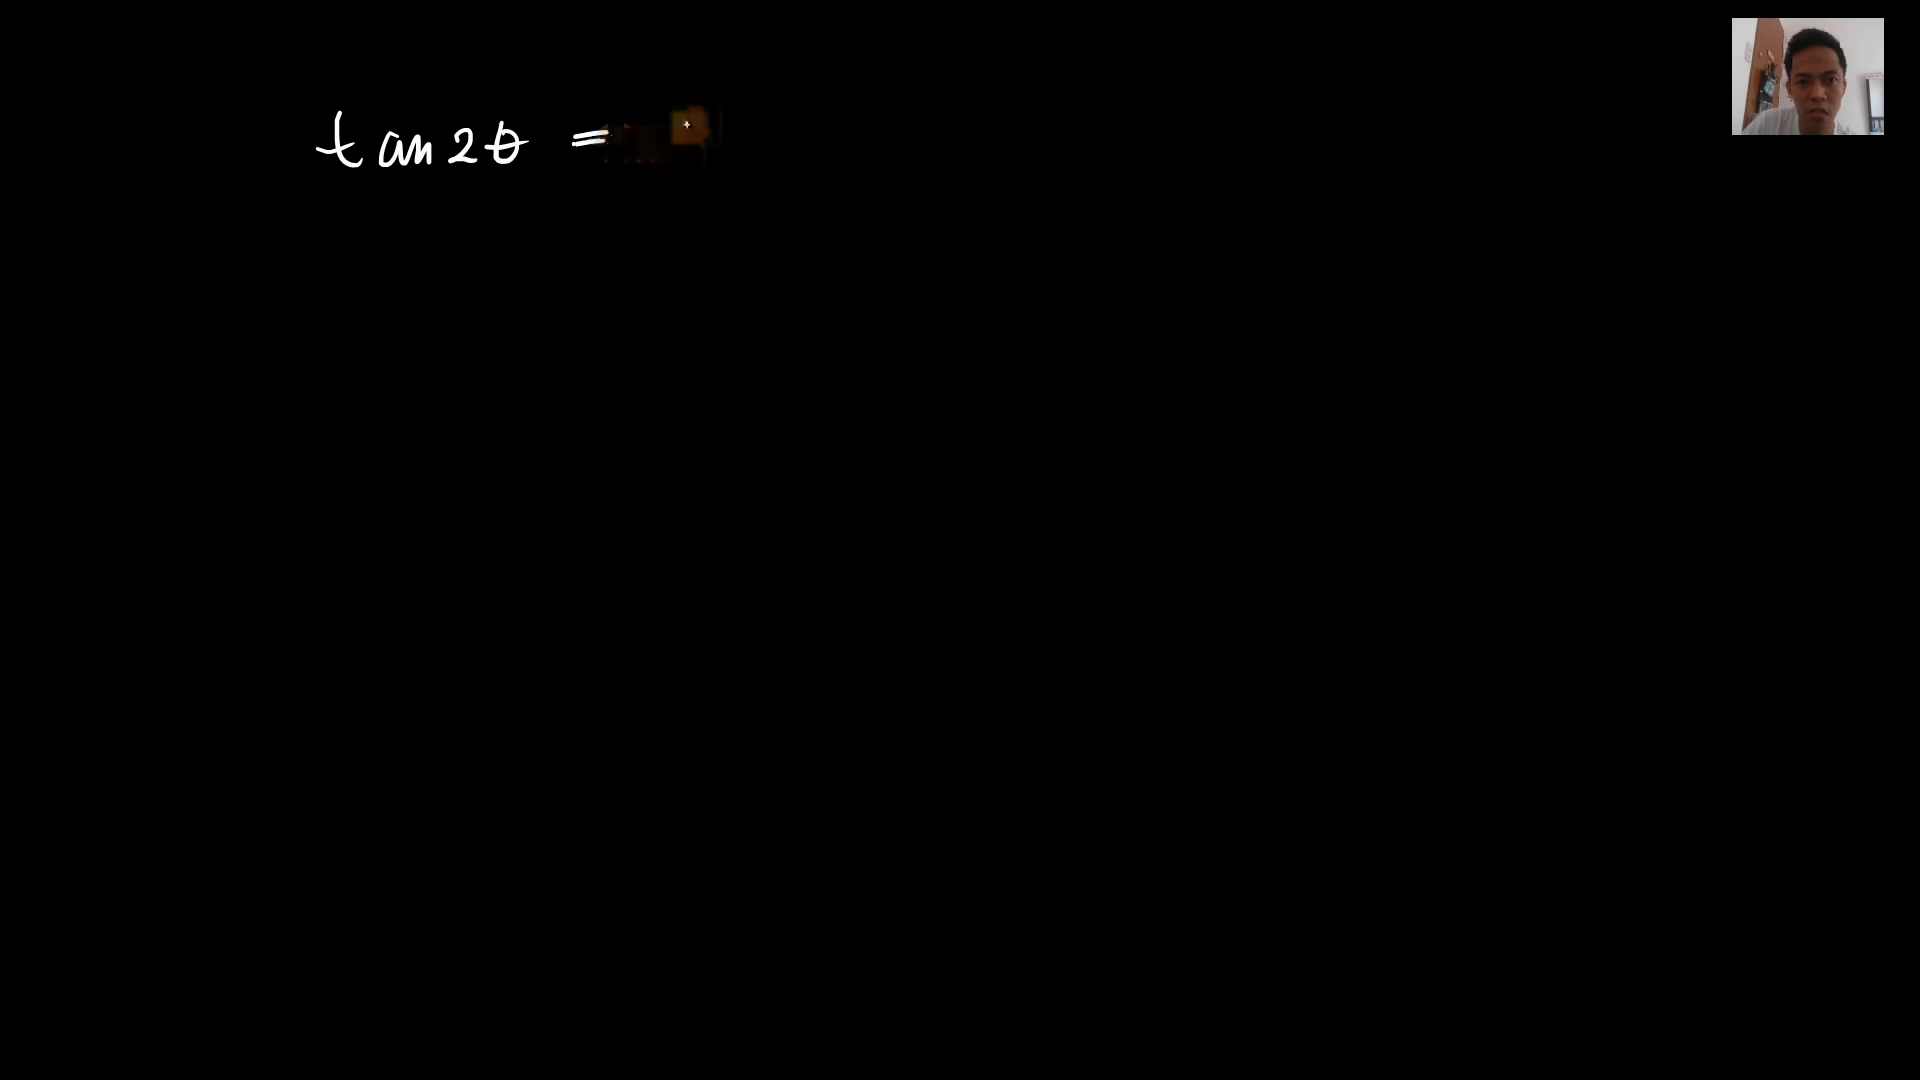 tan 2θ =